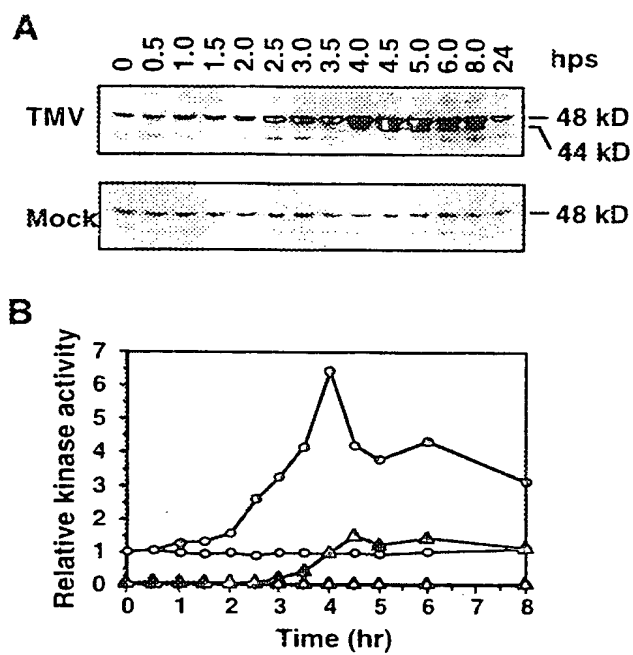 A
0 0.5 1.0 1.5 2.0 2.5 3.0 3.5 4.0 4.5 5.0 6.0 8.0 24 hps
TMV
48 kD
44 kD
Mock
48 kD
B
Relative kinase activity
7
6
5
4
3
2
1
0
0 1 2 3 4 5 6 7 8
Time (hr)